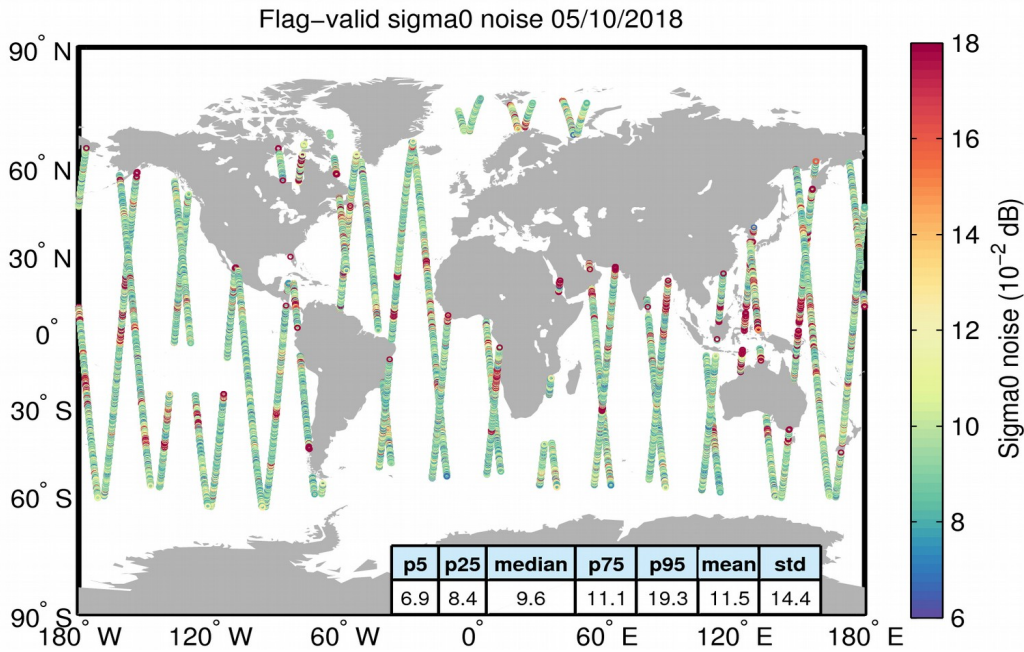 Flag−valid sigma0 noise 05/10/2018
90° N
60° N
30° N
0°
30° S
60° S
90° S
180° W 120° W 60° W 0° 60° E 120° E 180° E
p5 p25 median p75 p95 mean std
6.9 8.4 9.6 11.1 19.3 11.5 14.4
18
16
14
12
10
8
6
Sigma0 noise (10⁻² dB)